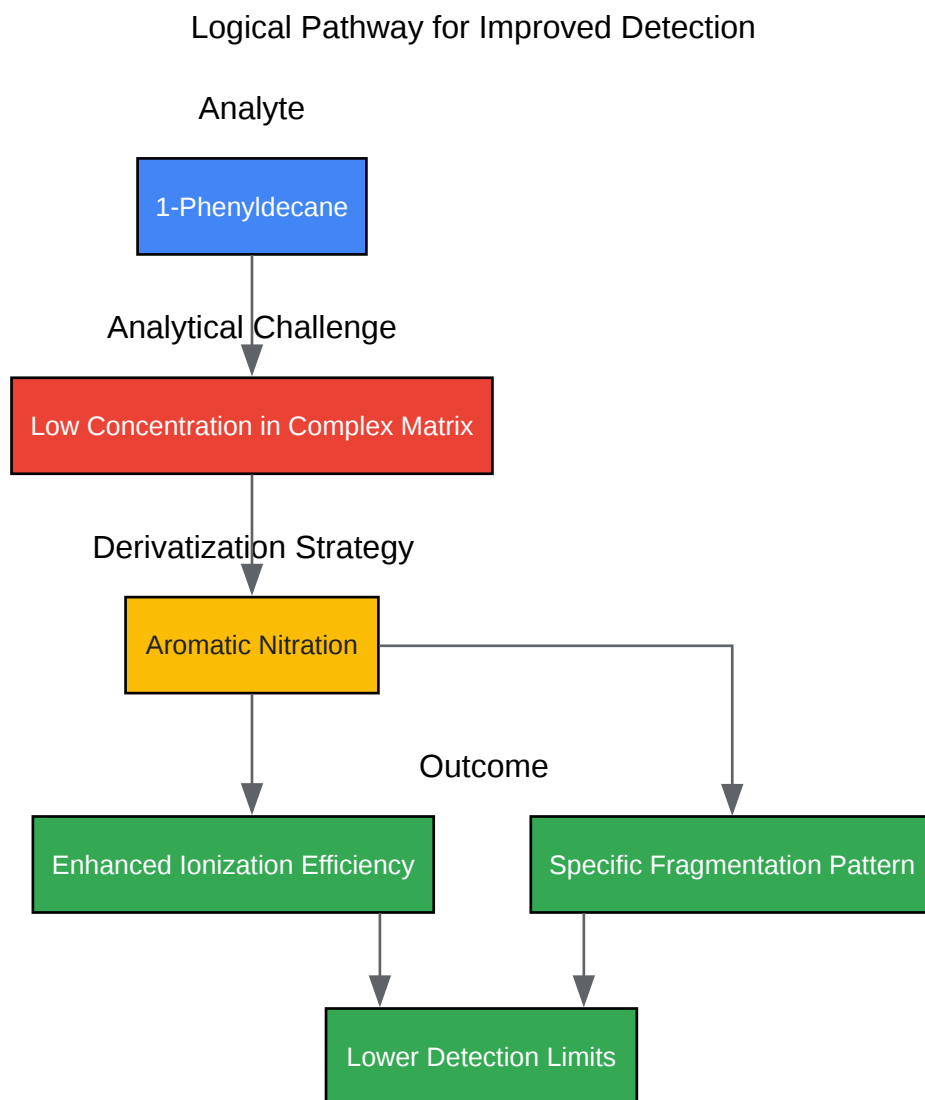 Logical Pathway for Improved Detection
Analyte
1-Phenyldecane
Analytical Challenge
Low Concentration in Complex Matrix
Derivatization Strategy
Aromatic Nitration
Outcome
Enhanced Ionization Efficiency
Specific Fragmentation Pattern
Lower Detection Limits